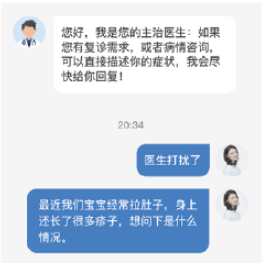 您好，我是您的主治医生：如果
您有复诊需求，或者病情咨询，
可以直接描述你的症状，我会尽
快给你回复！
20:34
医生打扰了
最近我们宝宝经常拉肚子，身上
还长了很多疹子，想问下是什么
情况。